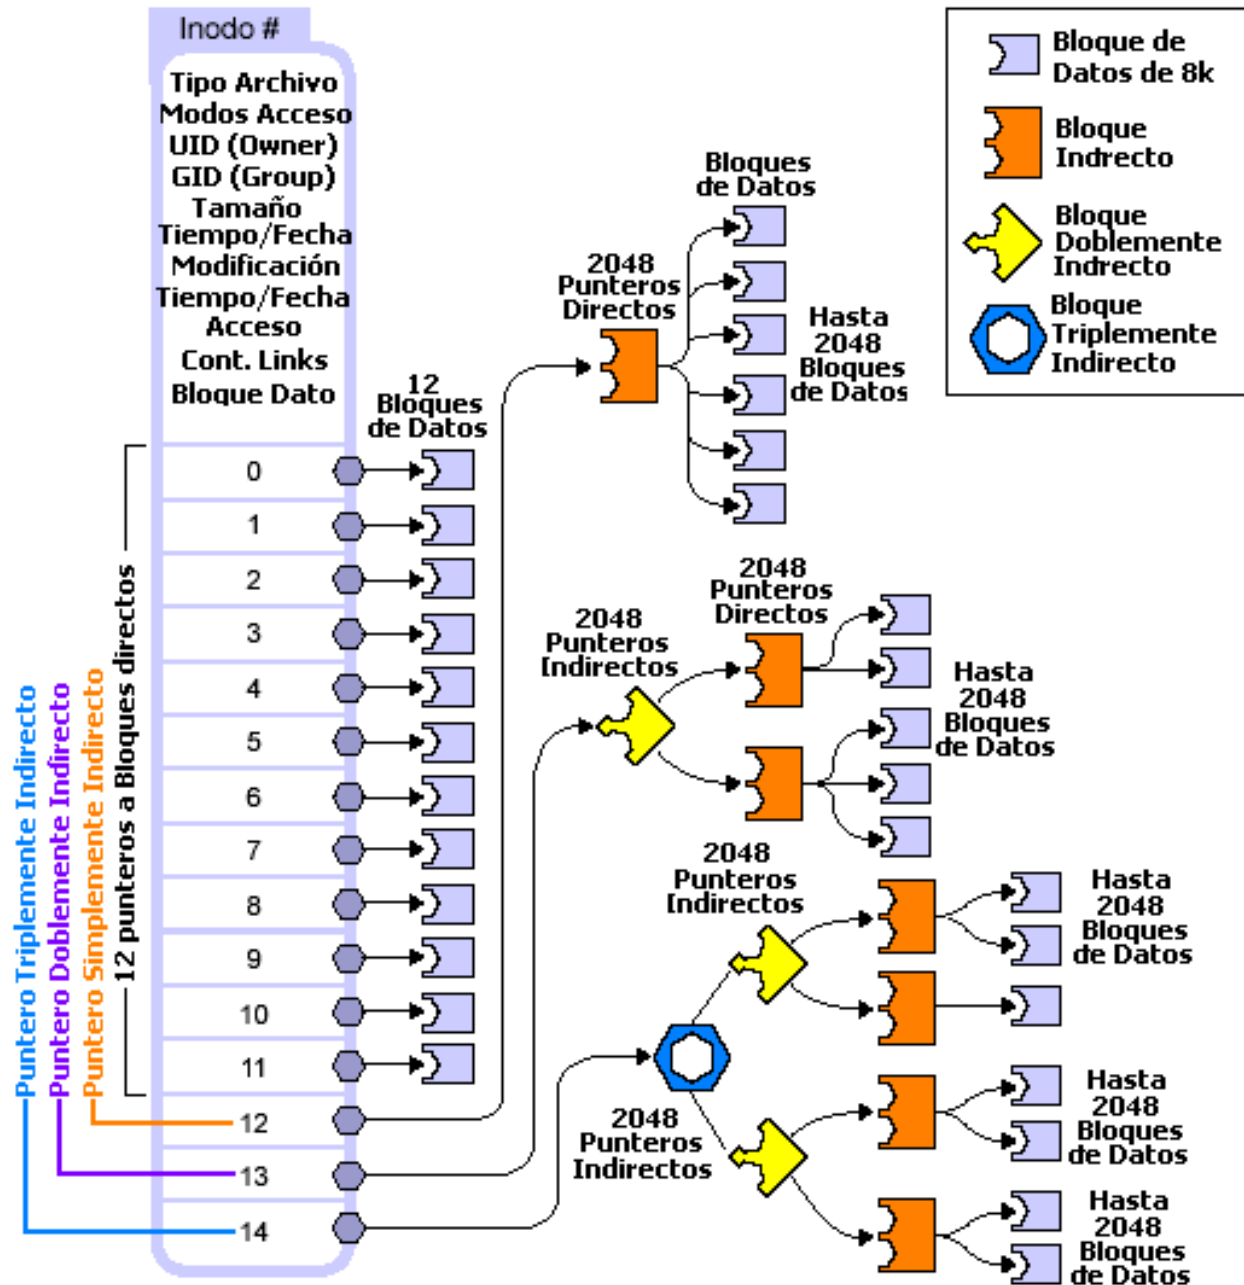 Inodo #
Tipo Archivo
Modos Acceso
UID (Owner)
GID (Group)
Tamaño
Tiempo/Fecha
Modificación
Tiempo/Fecha
Acceso
Cont. Links
Bloque Dato
0
1
2
3
4
5
6
7
8
9
10
11
12
13
14
12 punteros a Bloques directos
Puntero Simplemente Indirecto
Puntero Doblemente Indirecto
Puntero Triplemente Indirecto
12
Bloques
de Datos
2048
Punteros
Directos
Bloques
de Datos
Hasta
2048
Bloques
de Datos
2048
Punteros
Indirectos
2048
Punteros
Directos
Hasta
2048
Bloques
de Datos
2048
Punteros
Indirectos
2048
Punteros
Indirectos
Hasta
2048
Bloques
de Datos
Hasta
2048
Bloques
de Datos
Hasta
2048
Bloques
de Datos
Bloque de
Datos de 8k
Bloque
Indrecto
Bloque
Doblemente
Indrecto
Bloque
Triplemente
Indirecto